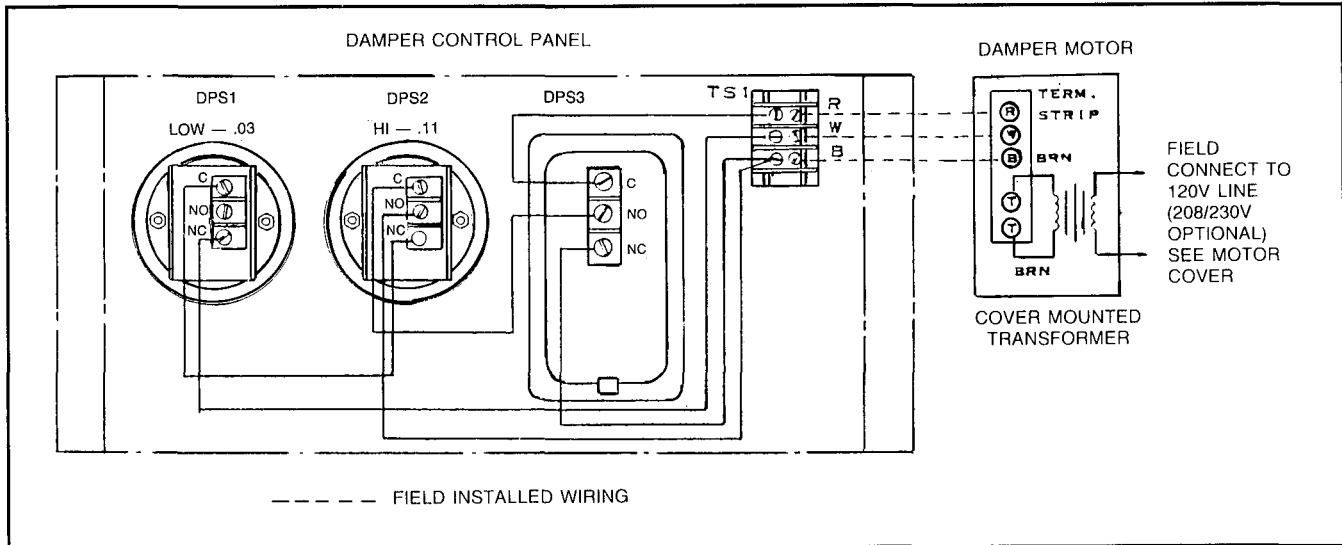 DAMPER CONTROL PANEL
DPS1
LOW — .03
C
NO
NC
DPS2
HI — .11
C
NO
NC
DPS3
C
NO
NC
TS1
R
W
B
DAMPER MOTOR
TERM.
STRIP
R
W
B
BRN
T
T
BRN
COVER MOUNTED
TRANSFORMER
FIELD
CONNECT TO
120V LINE
(208/230V
OPTIONAL)
SEE MOTOR
COVER
– – – – – FIELD INSTALLED WIRING